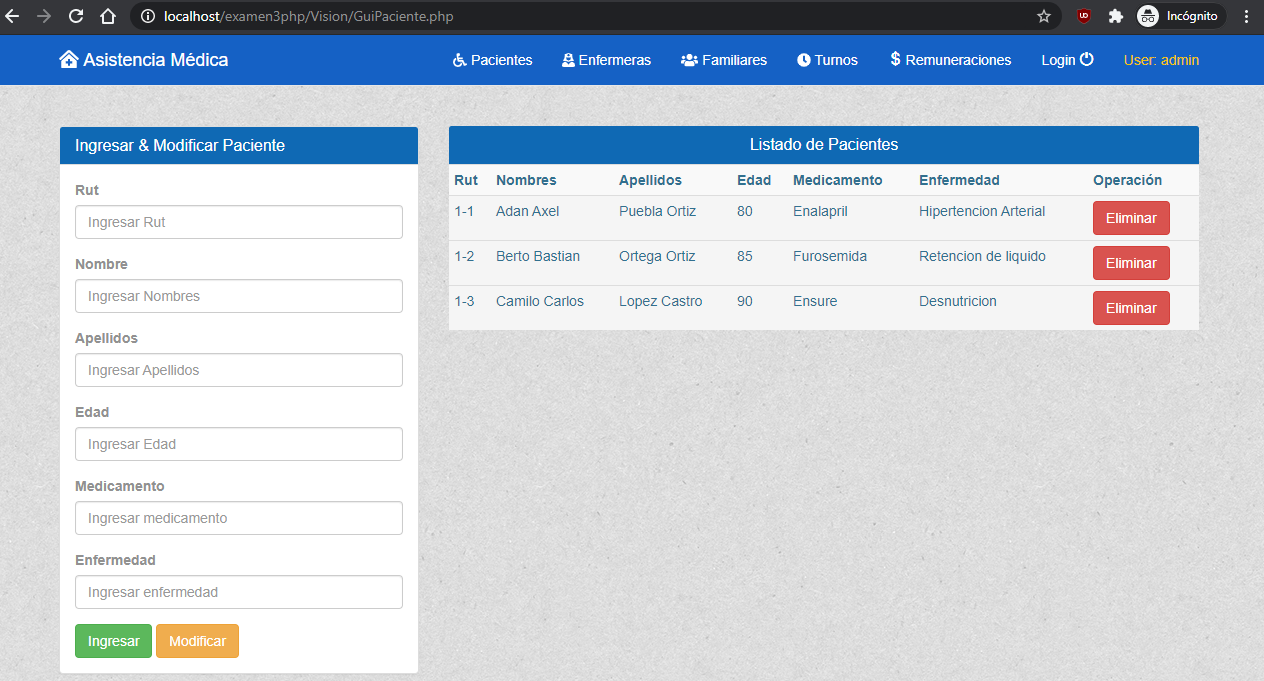 localhost/examen3php/Vision/GuiPaciente.php
UD
Incógnito
Asistencia Médica
Pacientes Enfermeras Familiares Turnos $ Remuneraciones Login User: admin
Ingresar & Modificar Paciente
Rut
Ingresar Rut
Nombre
Ingresar Nombres
Apellidos
Ingresar Apellidos
Edad
Ingresar Edad
Medicamento
Ingresar medicamento
Enfermedad
Ingresar enfermedad
Ingresar Modificar
Listado de Pacientes
Rut Nombres Apellidos Edad Medicamento Enfermedad Operación
1-1 Adan Axel Puebla Ortiz 80 Enalapril Hipertencion Arterial Eliminar
1-2 Berto Bastian Ortega Ortiz 85 Furosemida Retencion de liquido Eliminar
1-3 Camilo Carlos Lopez Castro 90 Ensure Desnutricion Eliminar